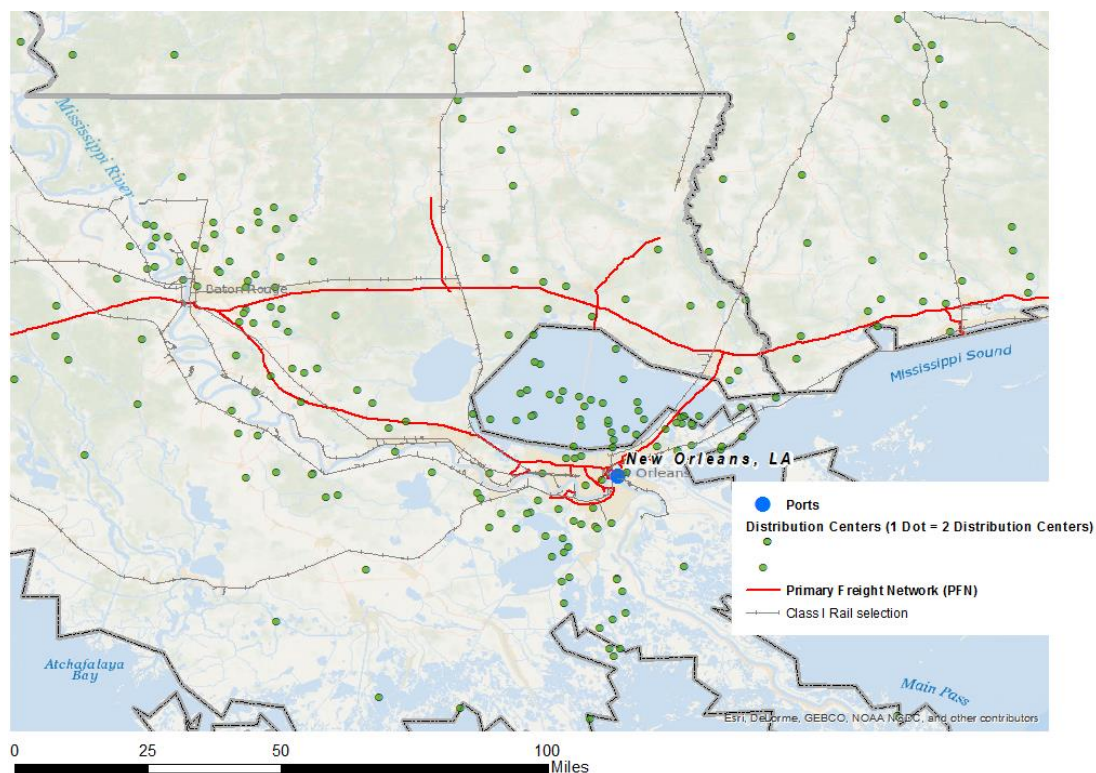 Mississippi River
Baton Rouge
Mississippi Sound
New Orleans, LA
Orleans
Ports
Distribution Centers (1 Dot = 2 Distribution Centers)
Primary Freight Network (PFN)
Class I Rail selection
Atchafalaya
Bay
Main Pass
Esri, DeLorme, GEBCO, NOAA NGDC, and other contributors
0 25 50 100
Miles